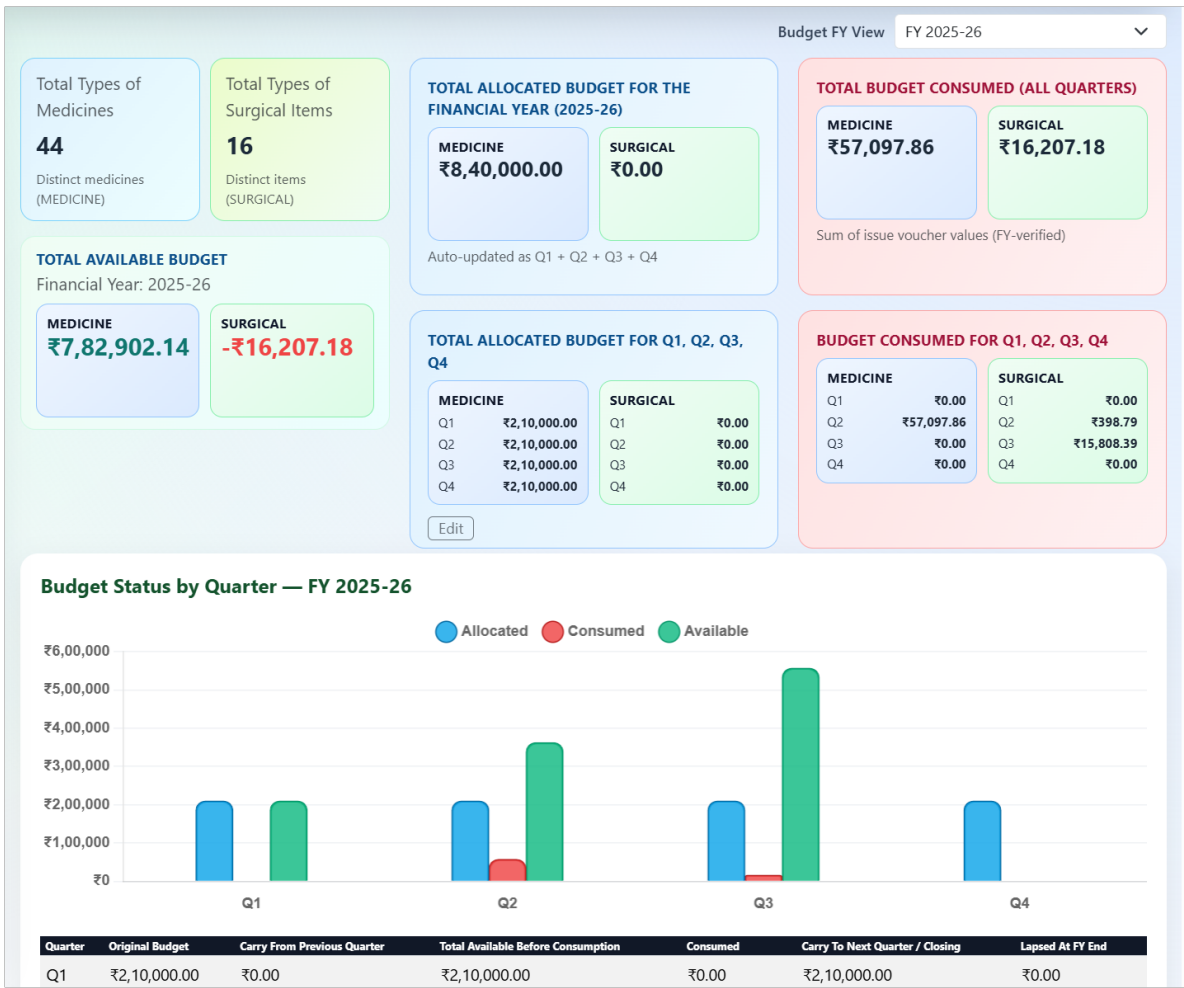 Budget FY View
FY 2025-26
Total Types of
Medicines
44
Distinct medicines
(MEDICINE)
Total Types of
Surgical Items
16
Distinct items
(SURGICAL)
TOTAL AVAILABLE BUDGET
Financial Year: 2025-26
MEDICINE
₹7,82,902.14
SURGICAL
-₹16,207.18
TOTAL ALLOCATED BUDGET FOR THE
FINANCIAL YEAR (2025-26)
MEDICINE
₹8,40,000.00
SURGICAL
₹0.00
Auto-updated as Q1 + Q2 + Q3 + Q4
TOTAL BUDGET CONSUMED (ALL QUARTERS)
MEDICINE
₹57,097.86
SURGICAL
₹16,207.18
Sum of issue voucher values (FY-verified)
TOTAL ALLOCATED BUDGET FOR Q1, Q2, Q3,
Q4
MEDICINE
Q1 ₹2,10,000.00
Q2 ₹2,10,000.00
Q3 ₹2,10,000.00
Q4 ₹2,10,000.00
SURGICAL
Q1 ₹0.00
Q2 ₹0.00
Q3 ₹0.00
Q4 ₹0.00
Edit
BUDGET CONSUMED FOR Q1, Q2, Q3, Q4
MEDICINE
Q1 ₹0.00
Q2 ₹57,097.86
Q3 ₹0.00
Q4 ₹0.00
SURGICAL
Q1 ₹0.00
Q2 ₹398.79
Q3 ₹15,808.39
Q4 ₹0.00
Budget Status by Quarter — FY 2025-26
Allocated Consumed Available
₹6,00,000
₹5,00,000
₹4,00,000
₹3,00,000
₹2,00,000
₹1,00,000
₹0
Q1 Q2 Q3 Q4
Quarter Original Budget Carry From Previous Quarter Total Available Before Consumption Consumed Carry To Next Quarter / Closing Lapsed At FY End
Q1 ₹2,10,000.00 ₹0.00 ₹2,10,000.00 ₹0.00 ₹2,10,000.00 ₹0.00